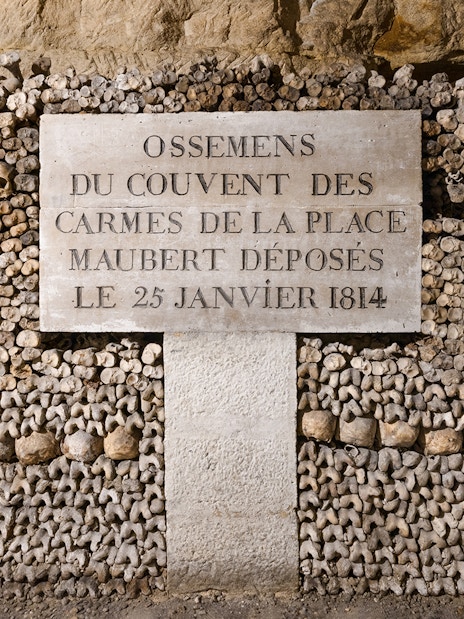 OSSEMENS
DU COUVENT DES
CARMES DE LA PLACE
MAUBERT DÉPOSÉS
LE 25 JANVIER 1814